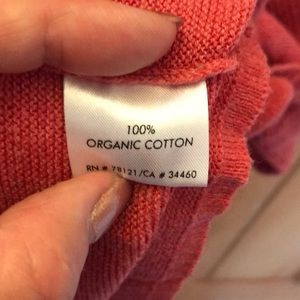 100%
ORGANIC COTTON
RN # 78121/CA # 34460